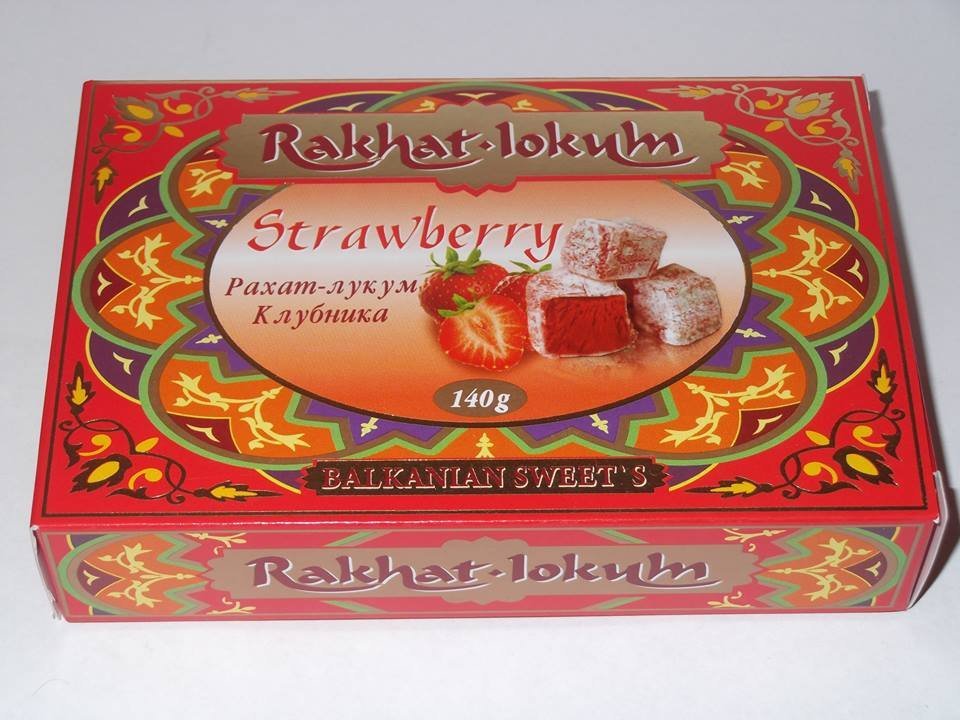 Rakhat·lokum
Strawberry
Рахат-лукум
Клубника
140g
BALKANIAN SWEET`S
Rakhat·lokum